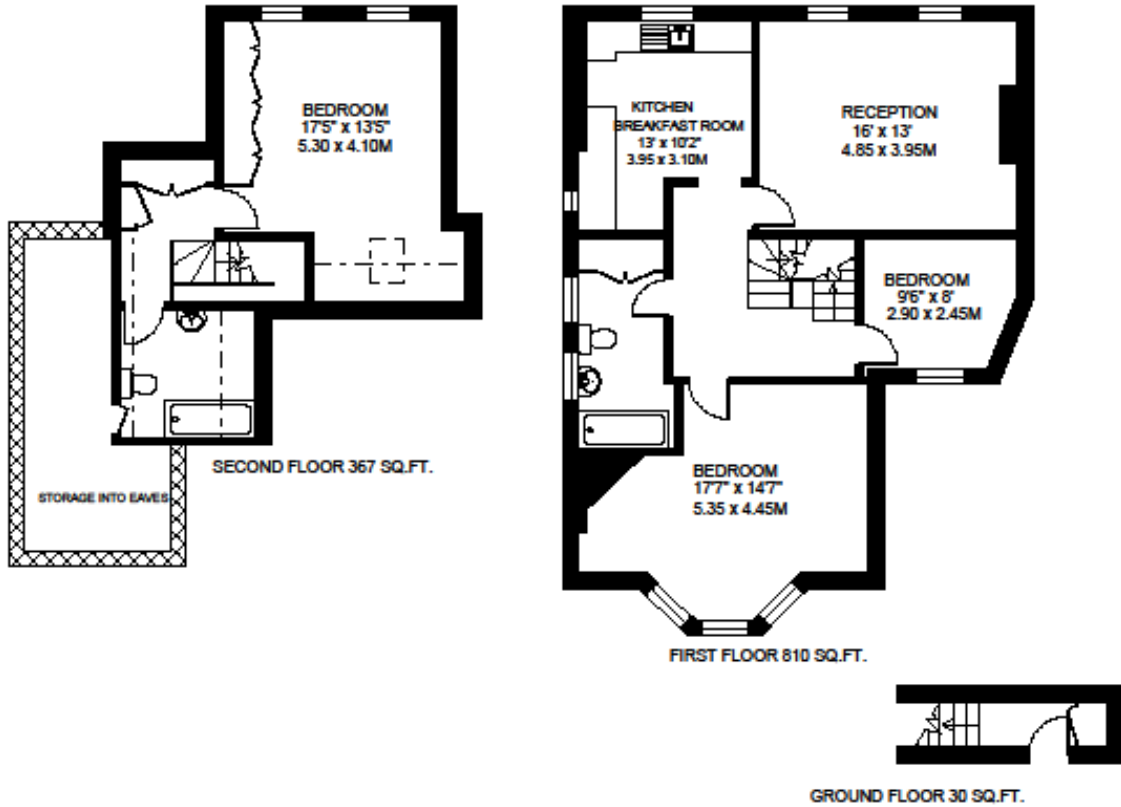 BEDROOM
17'5" x 13'5"
5.30 x 4.10M
KITCHEN
BREAKFAST ROOM
13' x 10'2"
3.95 x 3.10M
RECEPTION
16' x 13'
4.85 x 3.95M
BEDROOM
9'6" x 8'
2.90 x 2.45M
SECOND FLOOR 367 SQ.FT.
STORAGE INTO EAVES
BEDROOM
17'7" x 14'7"
5.35 x 4.45M
FIRST FLOOR 810 SQ.FT.
GROUND FLOOR 30 SQ.FT.